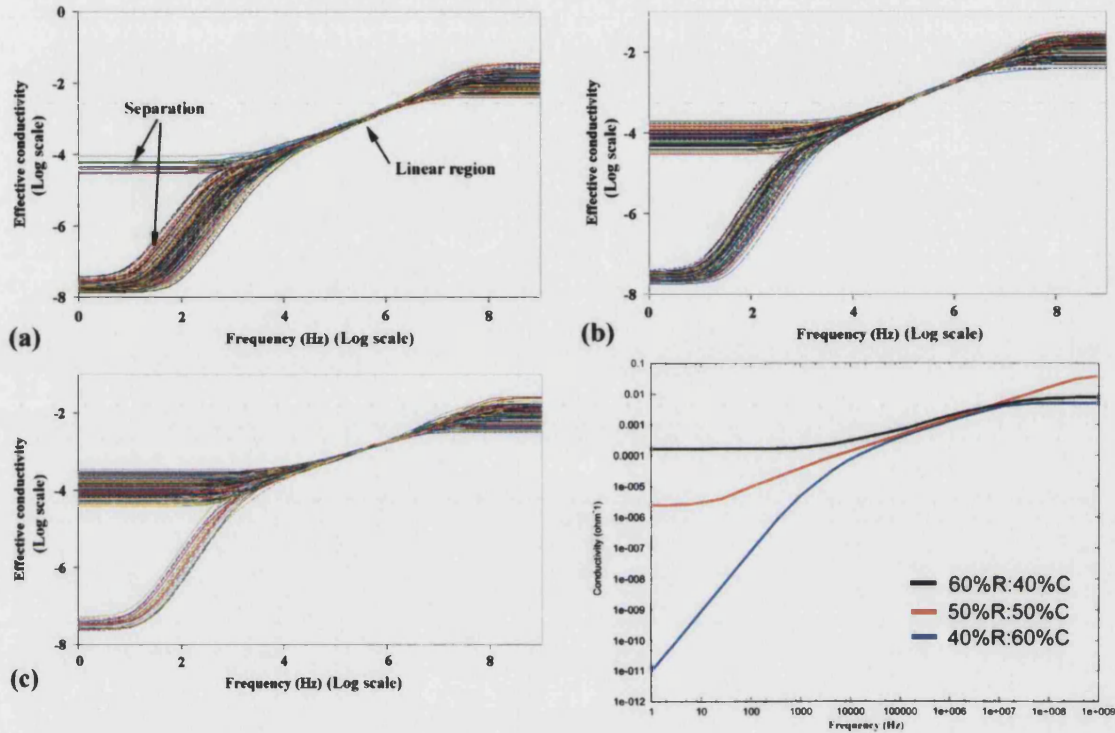 0
-2
-4
-6
-8
Effective conductivity
(Log scale)
Separation
Linear region
0 2 4 6 8
(a)
Frequency (Hz) (Log scale)
-2
-4
-6
-8
Effective conductivity
(Log scale)
0 2 4 6 8
(b)
Frequency (Hz) (Log scale)
-2
-4
-6
-8
Effective conductivity
(Log scale)
0 2 4 6 8
(c)
Frequency (Hz) (Log scale)
0.1
0.01
0.001
0.0001
1e-005
1e-006
1e-007
1e-008
1e-009
1e-010
1e-011
1e-012
Conductivity (ohm⁻¹)
60%R:40%C
50%R:50%C
40%R:60%C
1 10 100 1000 10000 100000 1e+006 1e+007 1e+008 1e+009
Frequency (Hz)